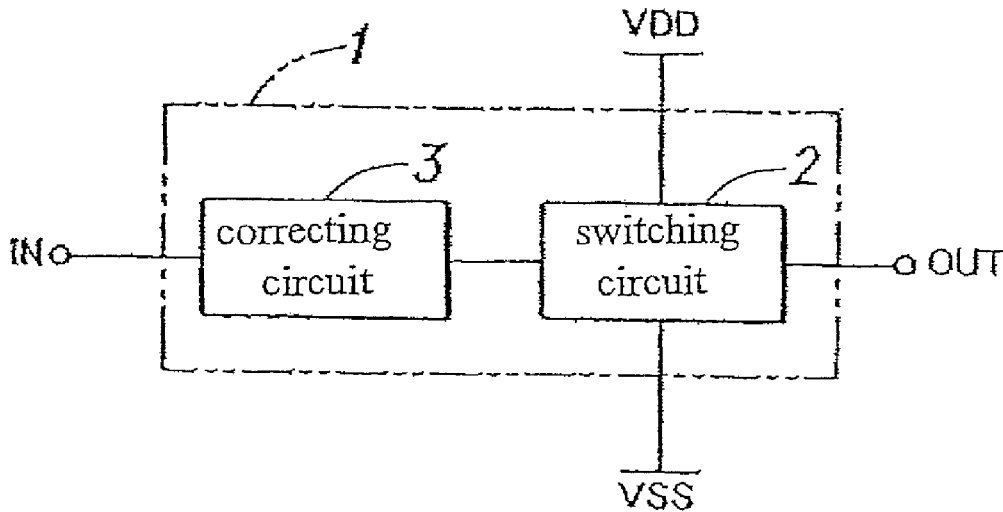 VDD
1
3
2
correcting
circuit
switching
circuit
IN
OUT
VSS